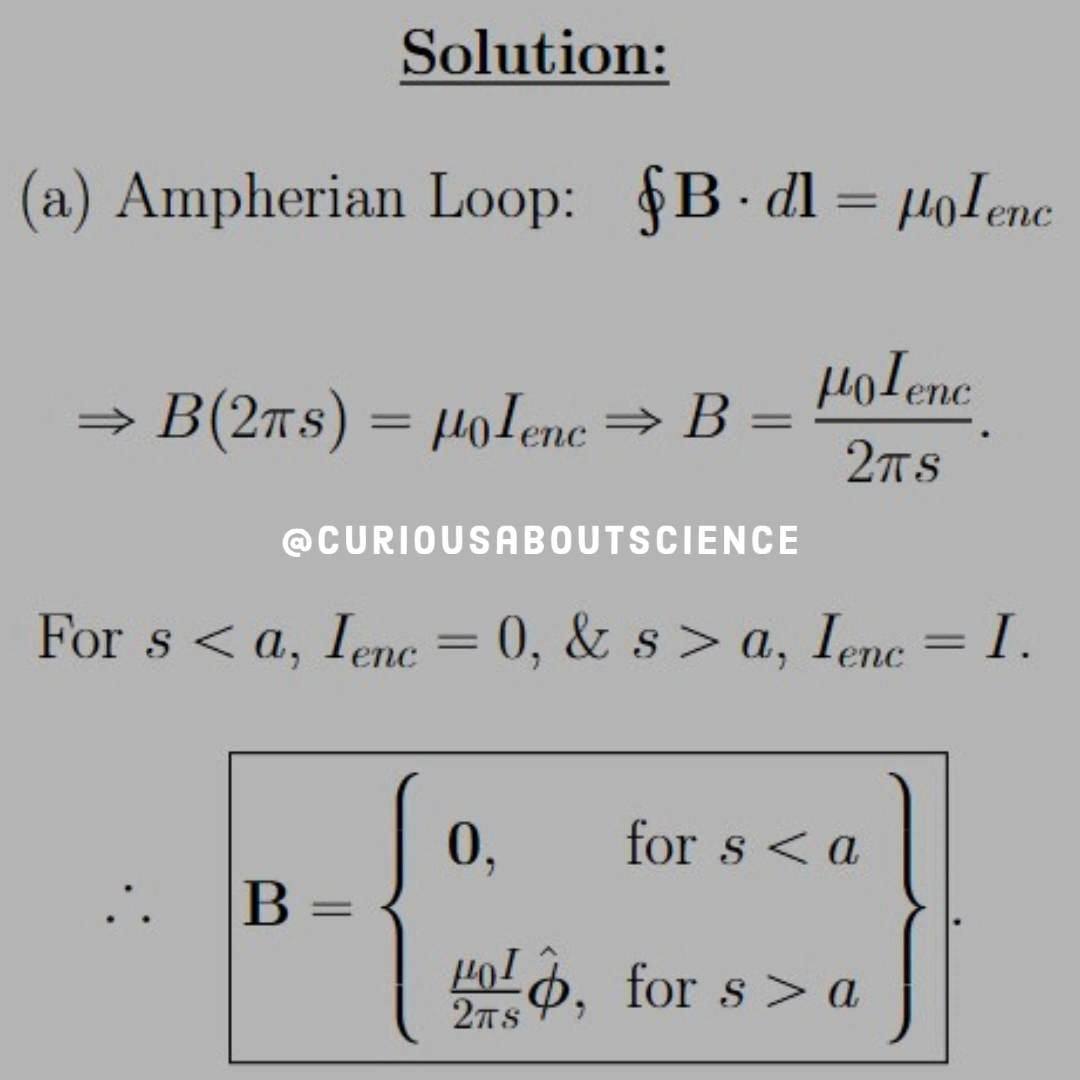 Solution:
(a) Ampherian Loop: ∮B · dl = μ₀I_enc
⇒ B(2πs) = μ₀I_enc ⇒ B = μ₀I_enc / 2πs.
@CURIOUSABOUTSCIENCE
For s < a, I_enc = 0, & s > a, I_enc = I.
∴ B = { 0, for s < a
μ₀I / 2πs ϕ̂, for s > a }.